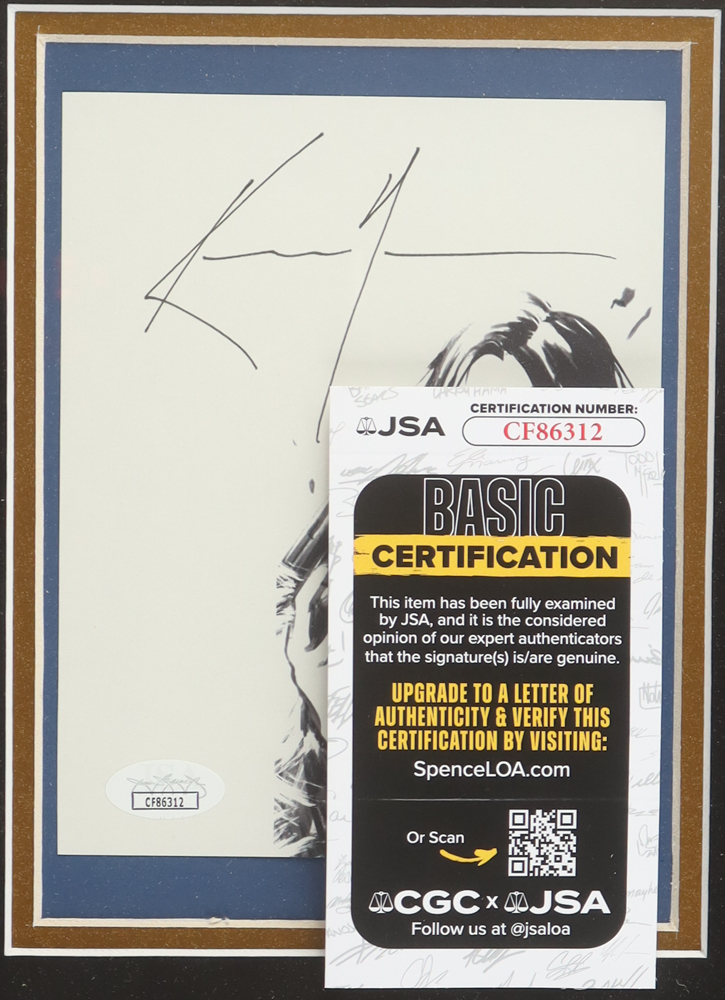 JSA
CERTIFICATION NUMBER:
CF86312
BASIC
CERTIFICATION
This item has been fully examined
by JSA, and it is the considered
opinion of our expert authenticators
that the signature(s) is/are genuine.
UPGRADE TO A LETTER OF
AUTHENTICITY & VERIFY THIS
CERTIFICATION BY VISITING:
SpenceLOA.com
Or Scan
CGC x JSA
Follow us at @jsaloa
CF86312